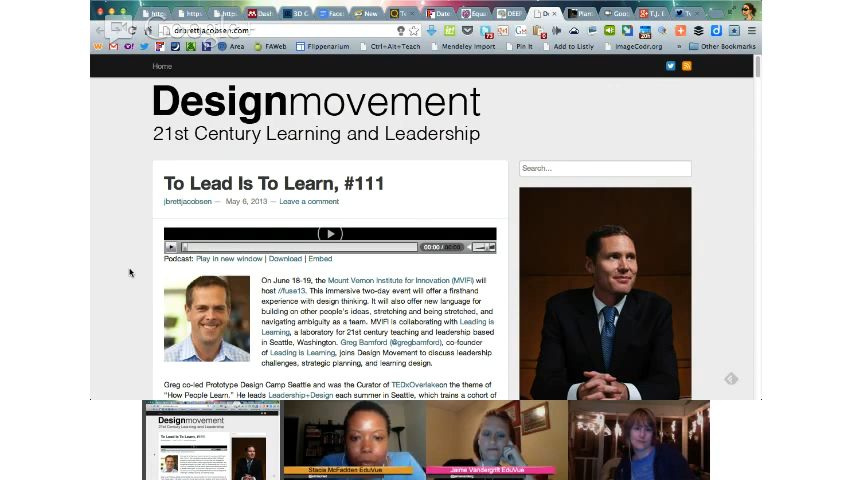 drbrettjacobsen.com
Area
FAWeb
Flippenarium
Ctrl+Alt+Teach
Mendeley Import
Pin It
Add to Listly
ImageCodr.org
Other Bookmarks
Home
Designmovement
21st Century Learning and Leadership
To Lead Is To Learn, #111
Search...
jbrettjacobsen — May 6, 2013 — Leave a comment
00:00
Podcast: Play in new window | Download | Embed
On June 18-19, the Mount Vernon Institute for Innovation (MVIFI) will
host //fuse13. This immersive two-day event will offer a firsthand
experience with design thinking. It will also offer new language for
building on other people's ideas, stretching and being stretched, and
navigating ambiguity as a team. MVIFI is collaborating with Leading is
Learning, a laboratory for 21st century teaching and leadership based
in Seattle, Washington. Greg Bamford (@gregbamford), co-founder
of Leading is Learning, joins Design Movement to discuss leadership
challenges, strategic planning, and learning design.
Greg co-led Prototype Design Camp Seattle and was the Curator of TEDxOverlakeon the theme of
"How People Learn." He leads Leadership+Design each summer in Seattle, which trains a cohort of
Designmovement
21st Century Learning and Leadership
To Lead Is To Learn, #111
Stacia McFadden EduVue
Jaime Vandergrift EduVue